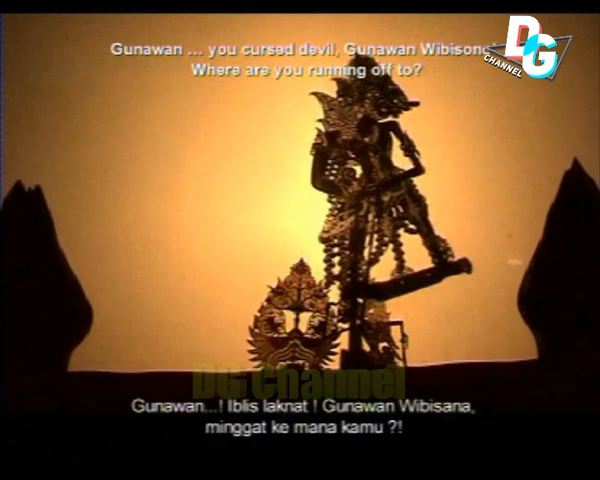 Gunawan ... you cursed devil, Gunawan Wibisono
Where are you running off to?
DG
CHANNEL
DG Channel
Gunawan...! Iblis laknat ! Gunawan Wibisana,
minggat ke mana kamu ?!